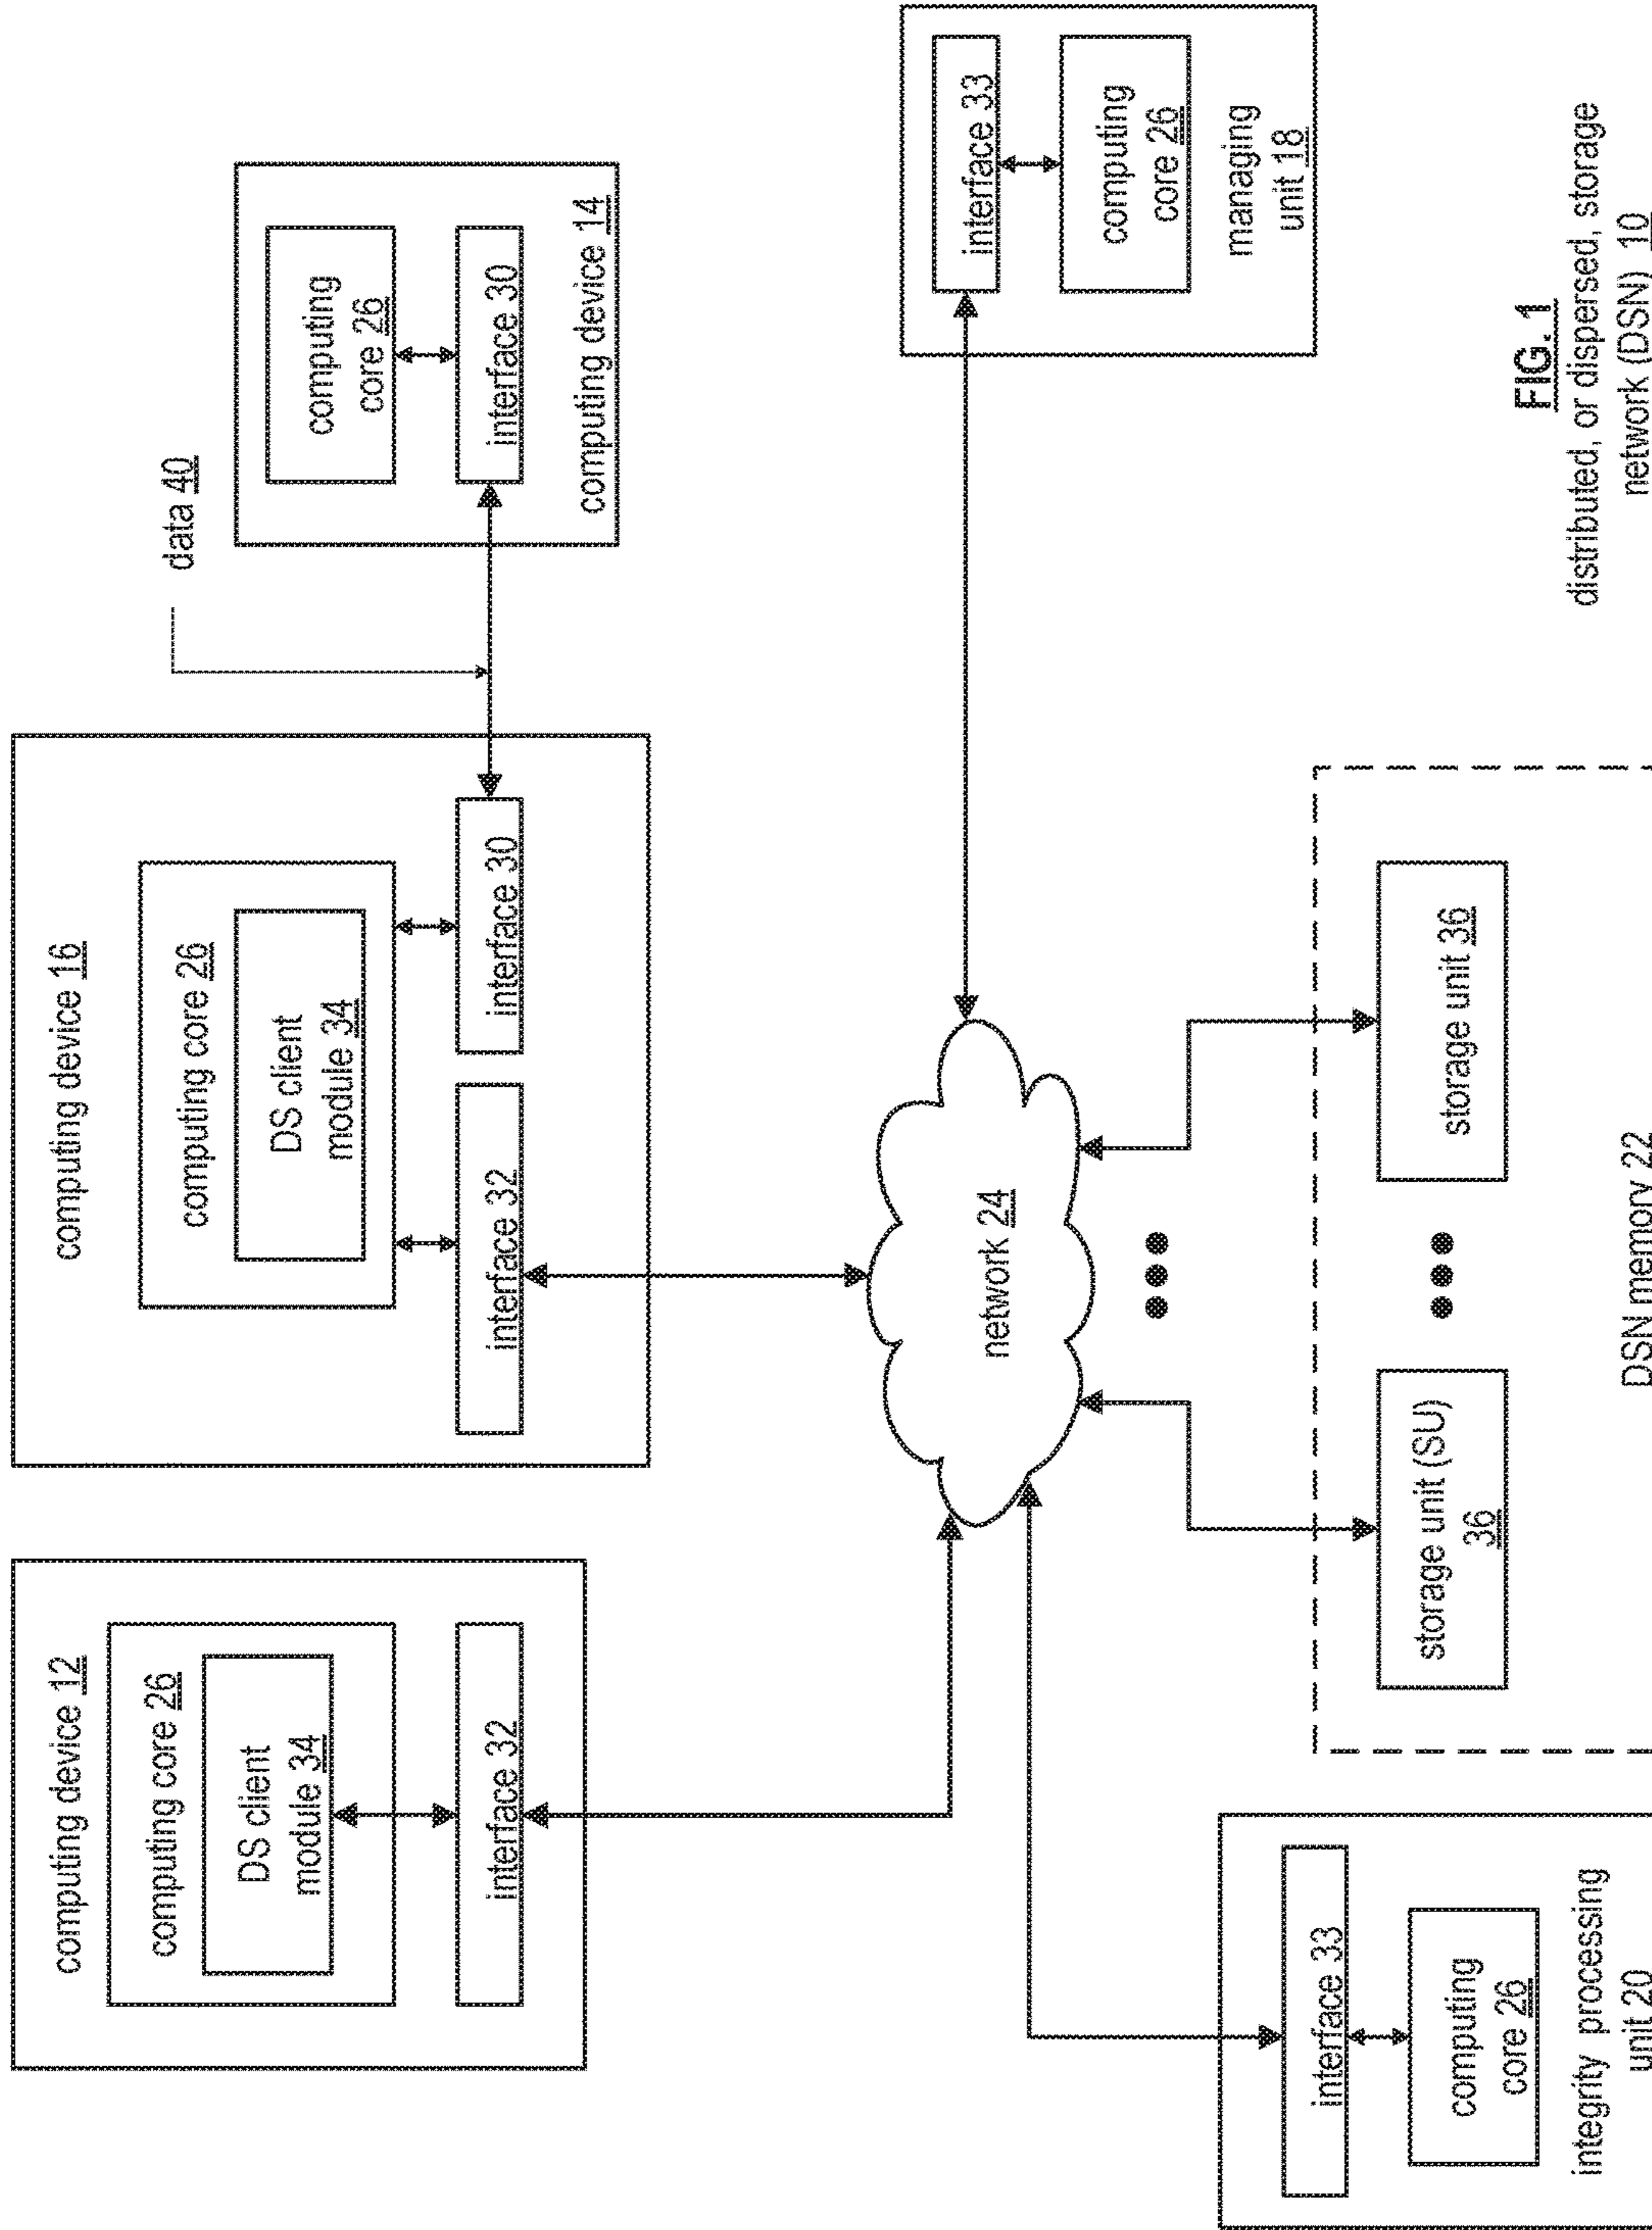 computing device 12
computing core 26
DS client
module 34
interface 32
computing device 16
computing core 26
DS client
module 34
interface 32
interface 30
data 40
computing
core 26
interface 30
computing device 14
network 24
interface 33
computing
core 26
managing
unit 18
interface 33
computing
core 26
integrity processing
unit 20
storage unit (SU)
36
storage unit 36
DSN memory 22
FIG. 1
distributed, or dispersed, storage
network (DSN) 10